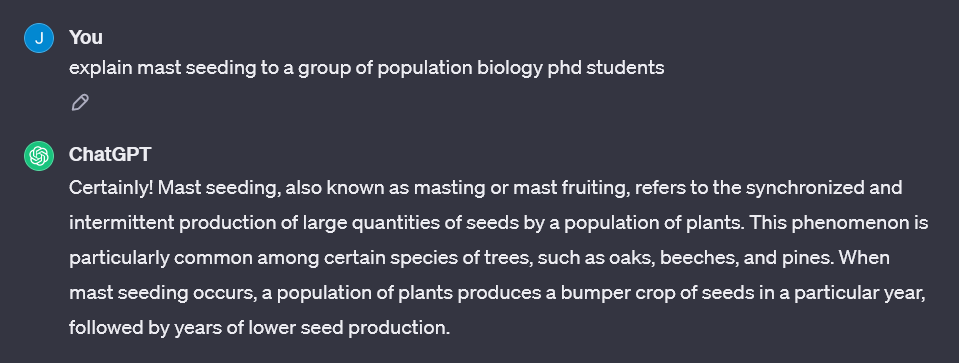 J
You
explain mast seeding to a group of population biology phd students
ChatGPT
Certainly! Mast seeding, also known as masting or mast fruiting, refers to the synchronized and
intermittent production of large quantities of seeds by a population of plants. This phenomenon is
particularly common among certain species of trees, such as oaks, beeches, and pines. When
mast seeding occurs, a population of plants produces a bumper crop of seeds in a particular year,
followed by years of lower seed production.